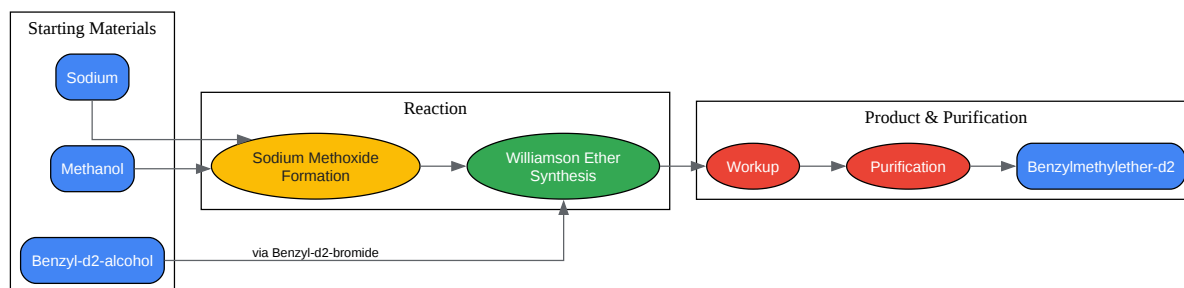 Starting Materials
Sodium
Methanol
Benzyl-d2-alcohol
via Benzyl-d2-bromide
Reaction
Sodium Methoxide
Formation
Williamson Ether
Synthesis
Product & Purification
Workup
Purification
Benzylmethylether-d2